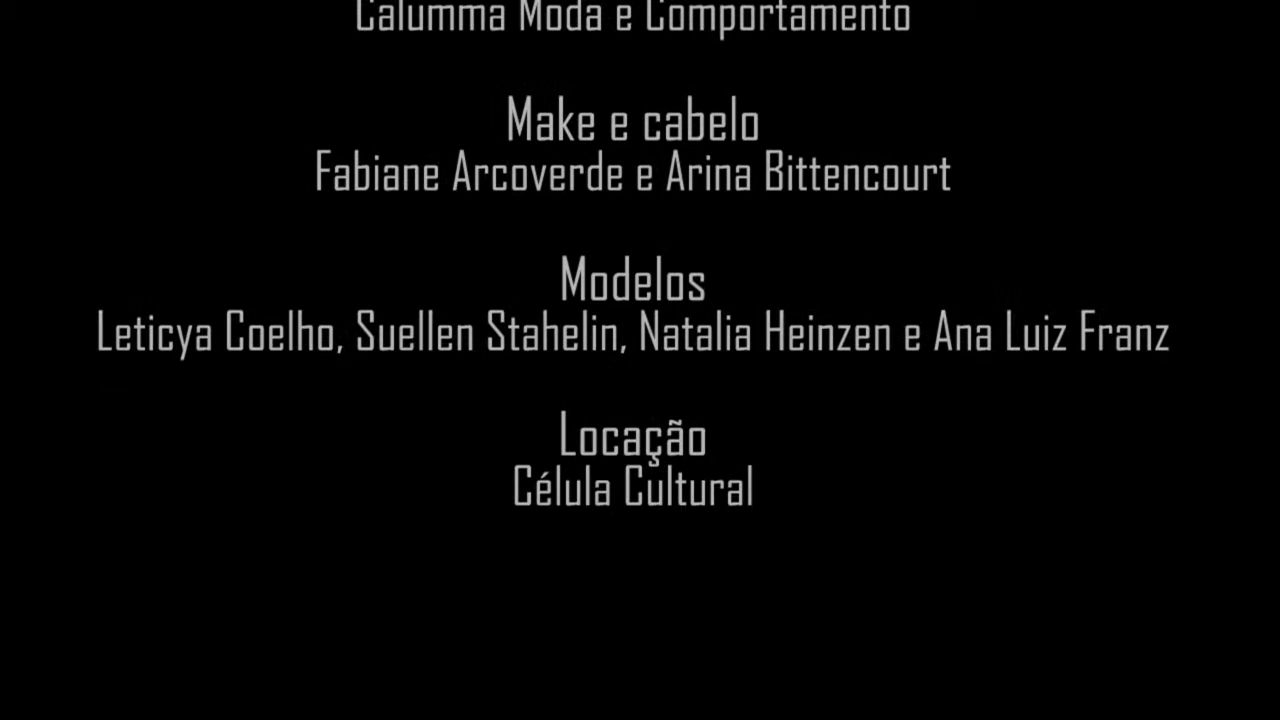 Calumma Moda e Comportamento
Make e cabelo
Fabiane Arcoverde e Arina Bittencourt
Modelos
Leticya Coelho, Suellen Stahelin, Natalia Heinzen e Ana Luiz Franz
Locação
Célula Cultural